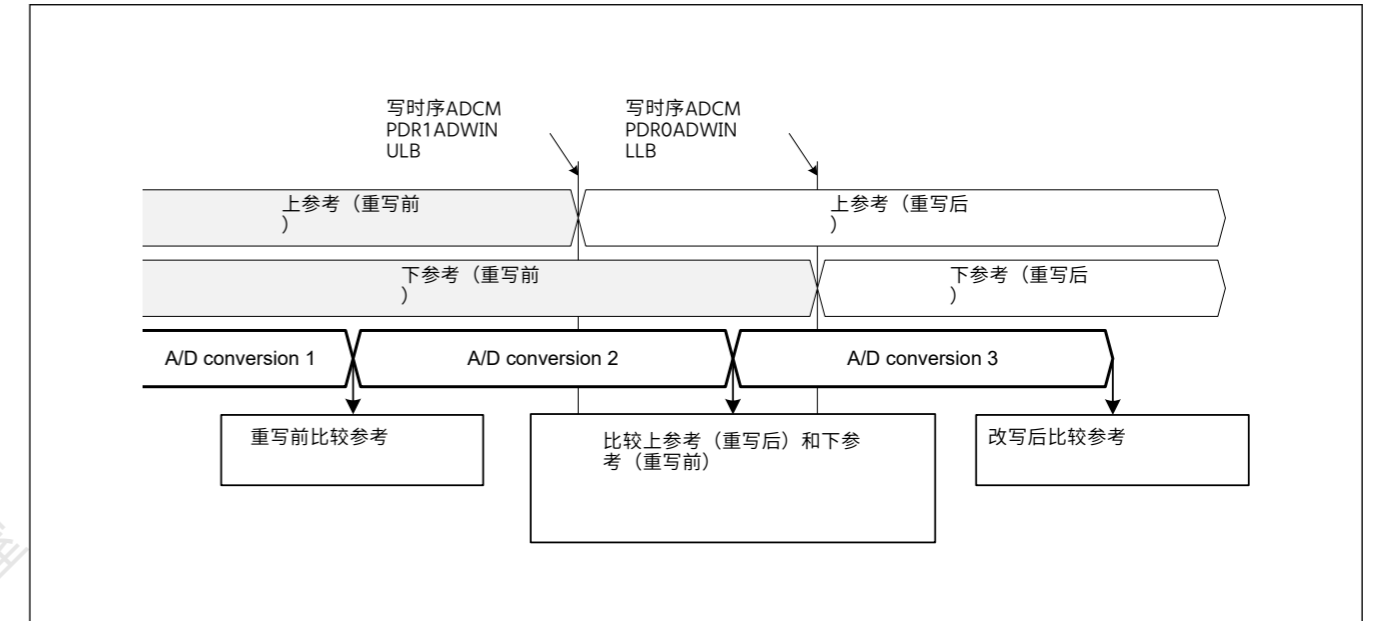 写时序ADCM
PDR1ADWIN
ULB
写时序ADCM
PDR0ADWIN
LLB
上参考（重写前
）
上参考（重写后
）
下参考（重写前
）
下参考（重写后
）
A/D conversion 1
A/D conversion 2
A/D conversion 3
重写前比较参考
比较上参考（重写后）和下参
考（重写前）
改写后比较参考